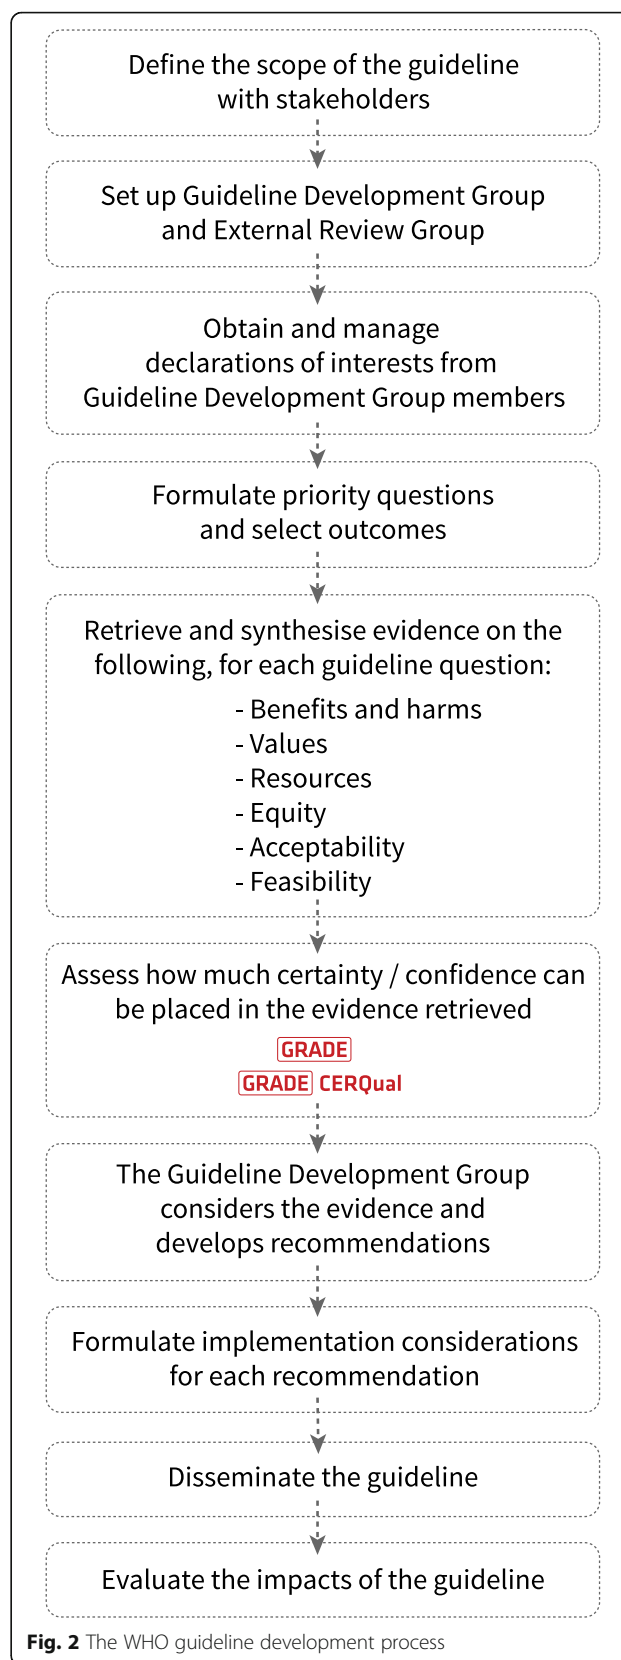 Define the scope of the guideline
with stakeholders
Set up Guideline Development Group
and External Review Group
Obtain and manage
declarations of interests from
Guideline Development Group members
Formulate priority questions
and select outcomes
Retrieve and synthesise evidence on the
following, for each guideline question:
- Benefits and harms
- Values
- Resources
- Equity
- Acceptability
- Feasibility
Assess how much certainty / confidence can
be placed in the evidence retrieved
GRADE
GRADE CERQual
The Guideline Development Group
considers the evidence and
develops recommendations
Formulate implementation considerations
for each recommendation
Disseminate the guideline
Evaluate the impacts of the guideline
Fig. 2 The WHO guideline development process